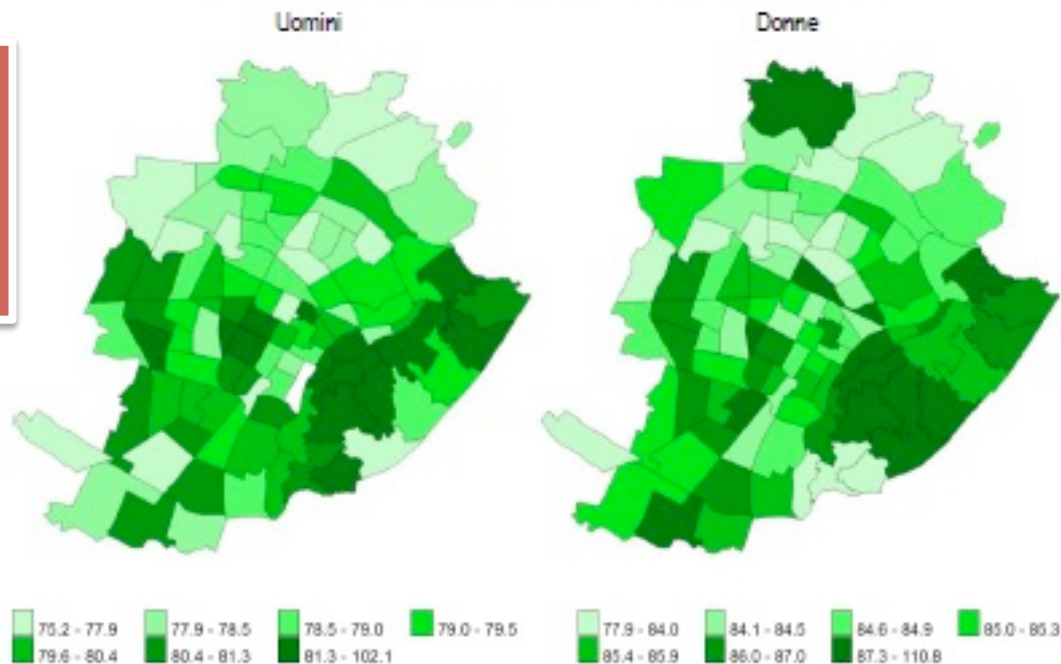 Uomini
Donne
75.2 - 77.9
77.9 - 78.5
78.5 - 79.0
79.0 - 79.5
79.6 - 80.4
80.4 - 81.3
81.3 - 102.1
77.9 - 84.0
84.1 - 84.5
84.6 - 84.9
85.0 - 85.3
85.4 - 85.9
86.0 - 87.0
87.3 - 110.8